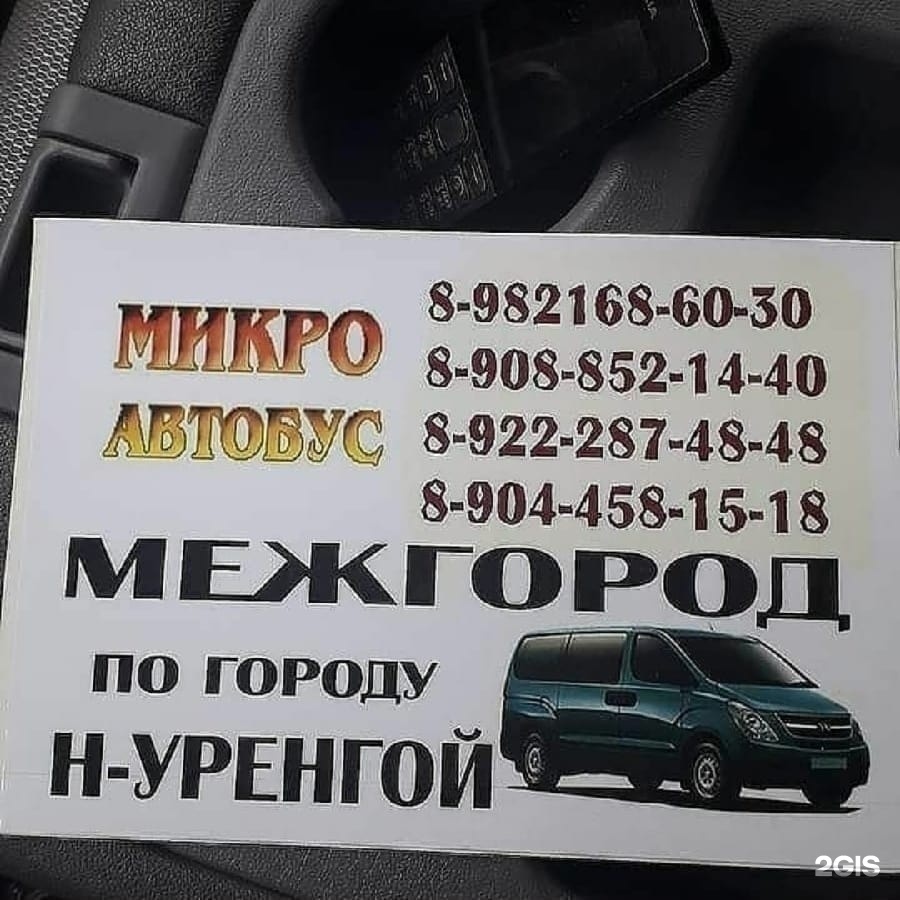 МИКРО
АВТОБУС
8-982168-60-30
8-908-852-14-40
8-922-287-48-48
8-904-458-15-18
МЕЖГОРОД
ПО ГОРОДУ
Н-УРЕНГОЙ
2GIS